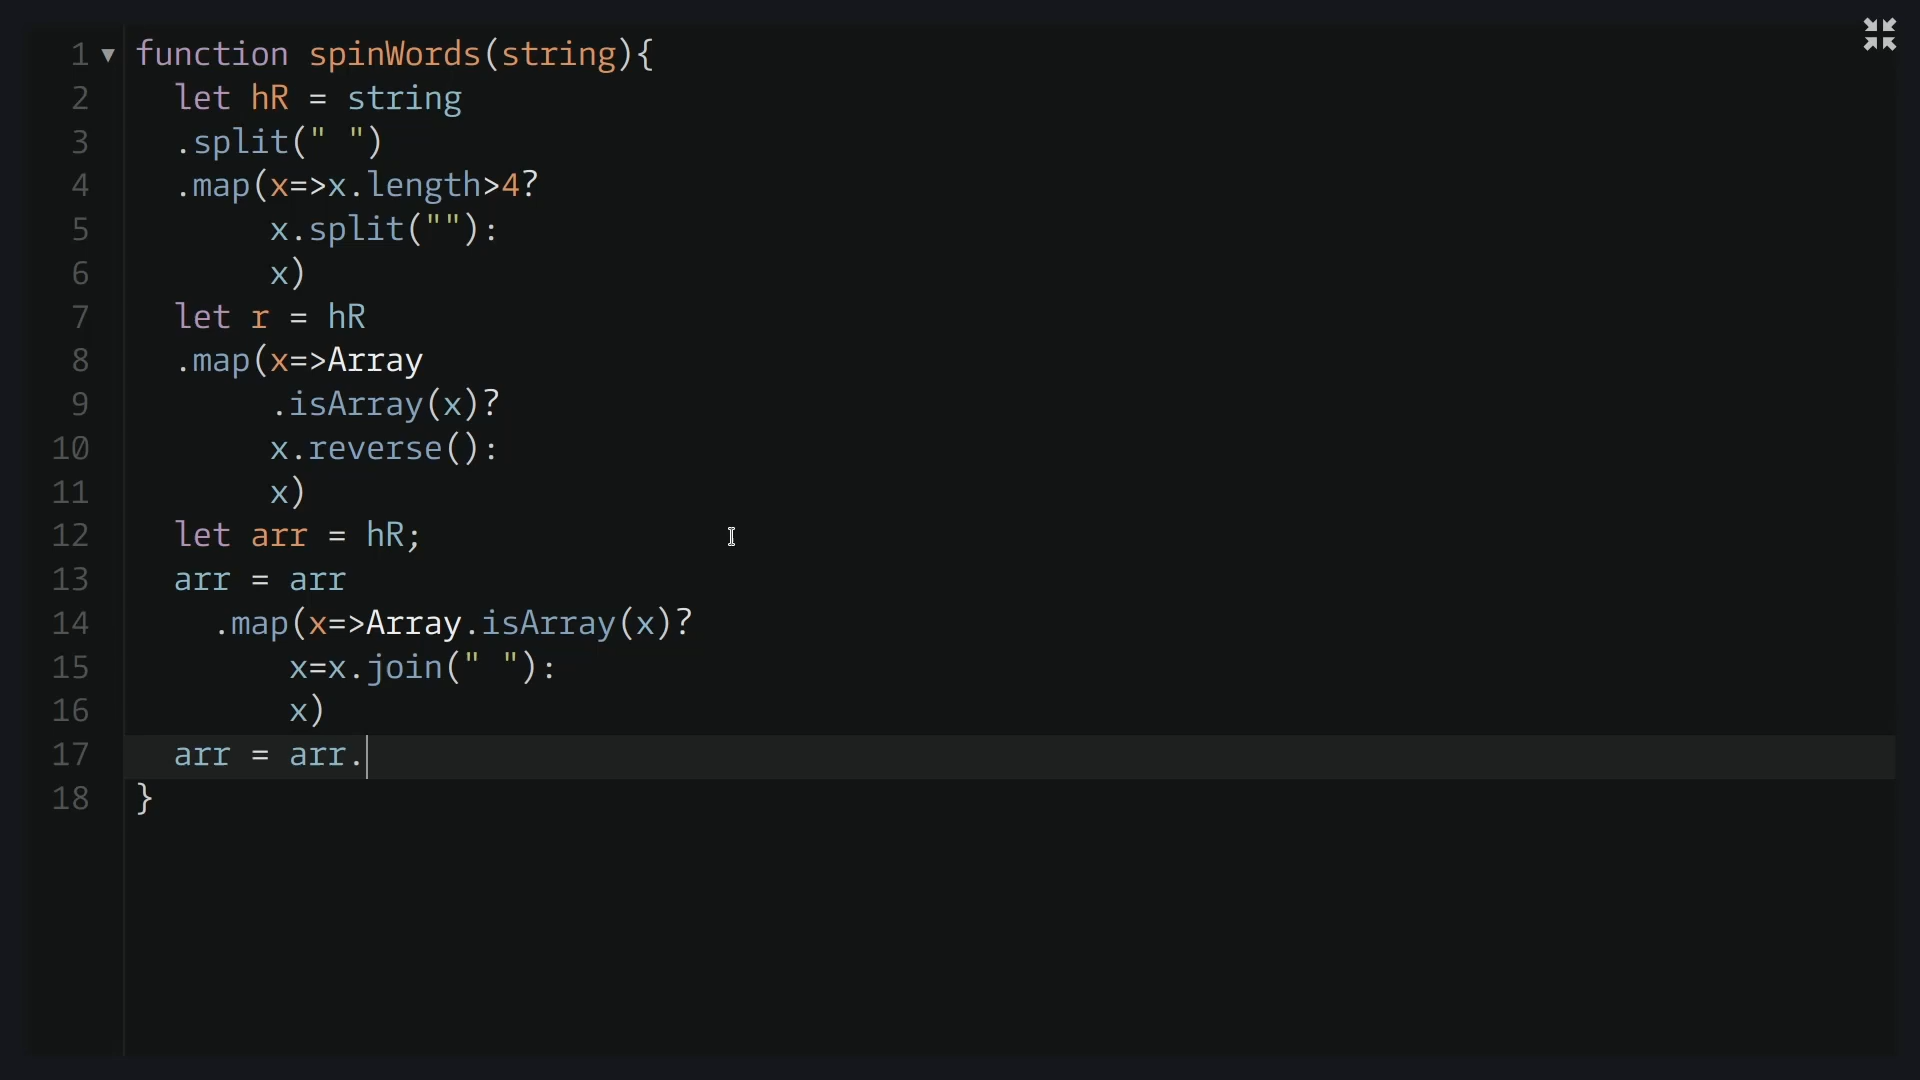 1 function spinWords(string){
2 let hR = string
3 .split(" ")
4 .map(x=>x.length>4?
5 x.split(""):
6 x)
7 let r = hR
8 .map(x=>Array
9 .isArray(x)?
10 x.reverse():
11 x)
12 let arr = hR;
13 arr = arr
14 .map(x=>Array.isArray(x)?
15 x=x.join(" "):
16 x)
17 arr = arr.
18 }